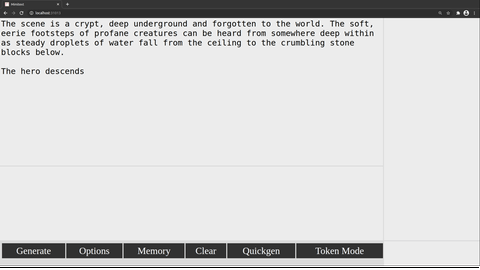 localhost
The scene is a crypt, deep underground and forgotten to the world. The soft,
eerie footsteps of profane creatures can be heard from somewhere deep within
as steady droplets of water fall from the ceiling to the crumbling stone
blocks below.
The hero descends
Generate Options Memory Clear Quickgen Token Mode